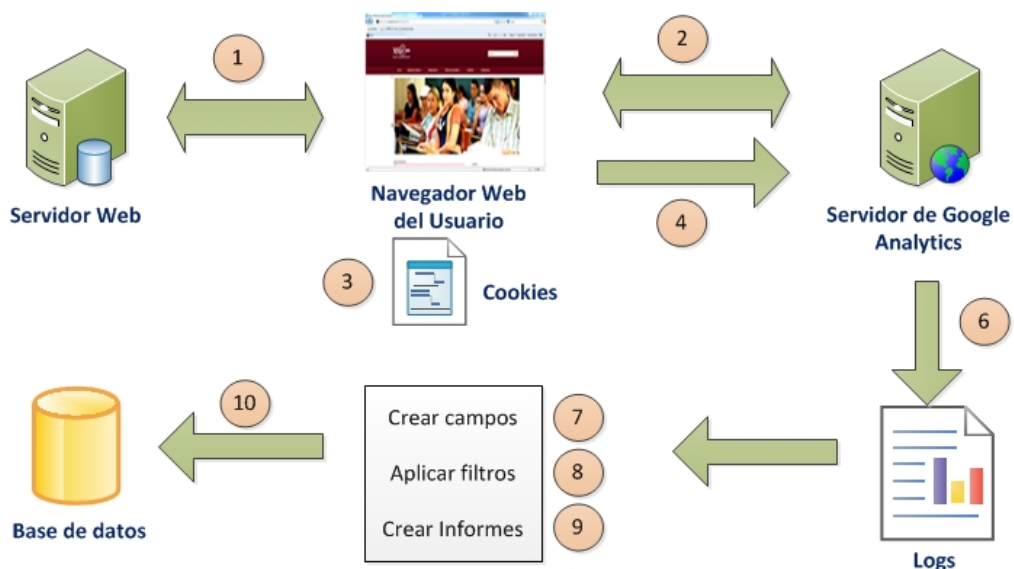 1
2
Servidor Web
Navegador Web
del Usuario
4
Servidor de Google
Analytics
3
Cookies
6
10
Crear campos
7
Aplicar filtros
8
Crear Informes
9
Base de datos
Logs